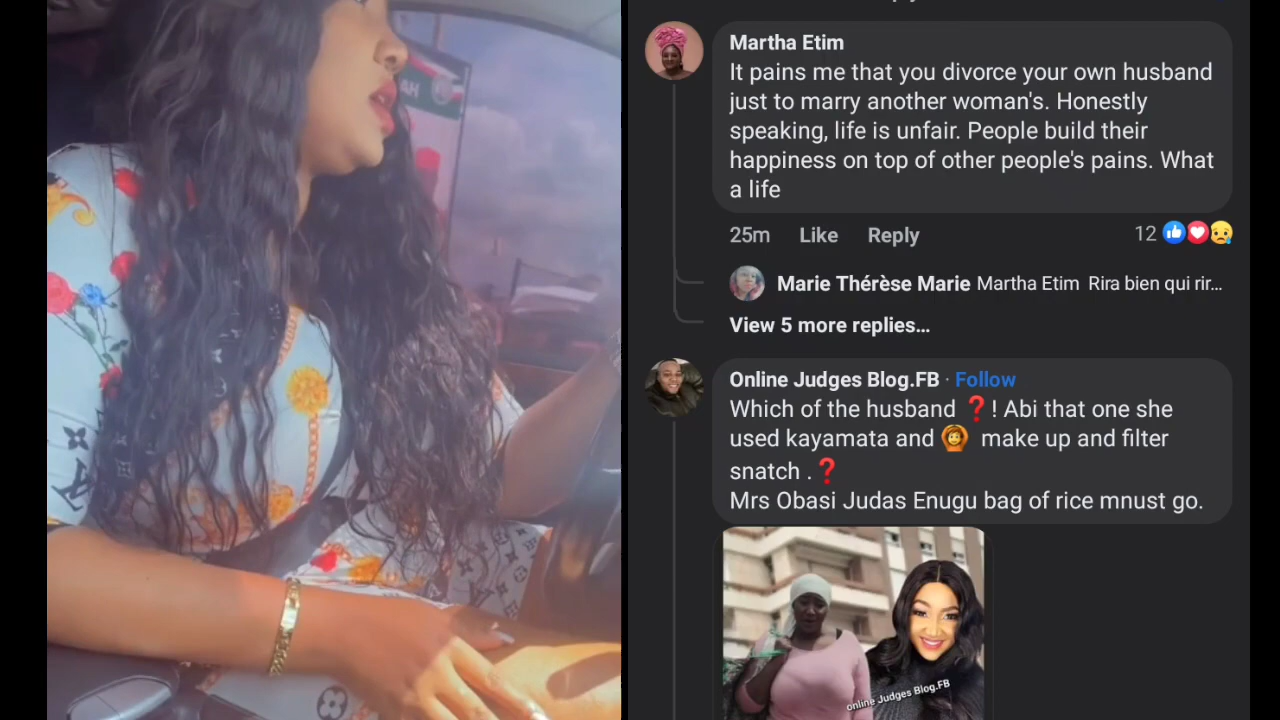 AH
Martha Etim
It pains me that you divorce your own husband
just to marry another woman's. Honestly
speaking, life is unfair. People build their
happiness on top of other people's pains. What
a life
25m Like Reply 12
Marie Thérèse Marie Martha Etim Rira bien qui rir...
View 5 more replies...
Online Judges Blog.FB · Follow
Which of the husband ❓! Abi that one she
used kayamata and 🙆 make up and filter
snatch .❓
Mrs Obasi Judas Enugu bag of rice mnust go.
online Judges Blog.FB